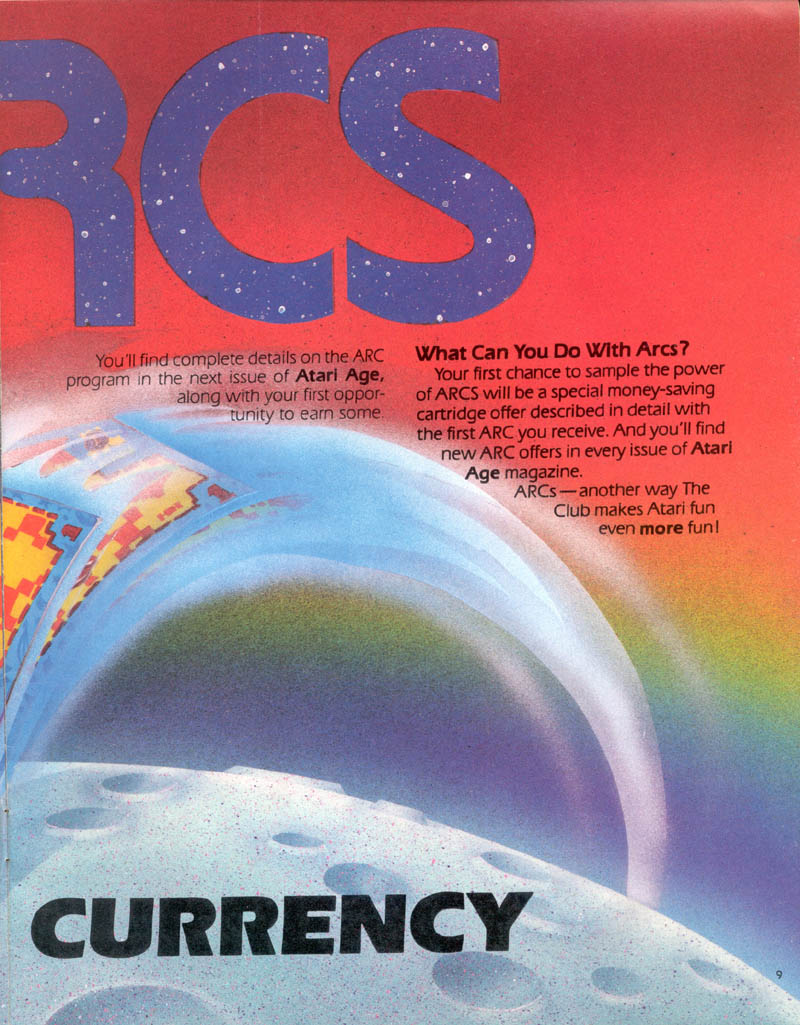 RCS
You'll find complete details on the ARC
program in the next issue of Atari Age,
along with your first oppor-
tunity to earn some.
What Can You Do With Arcs?
Your first chance to sample the power
of ARCS will be a special money-saving
cartridge offer described in detail with
the first ARC you receive. And you'll find
new ARC offers in every issue of Atari
Age magazine.
ARCs—another way The
Club makes Atari fun
even more fun!
CURRENCY
9